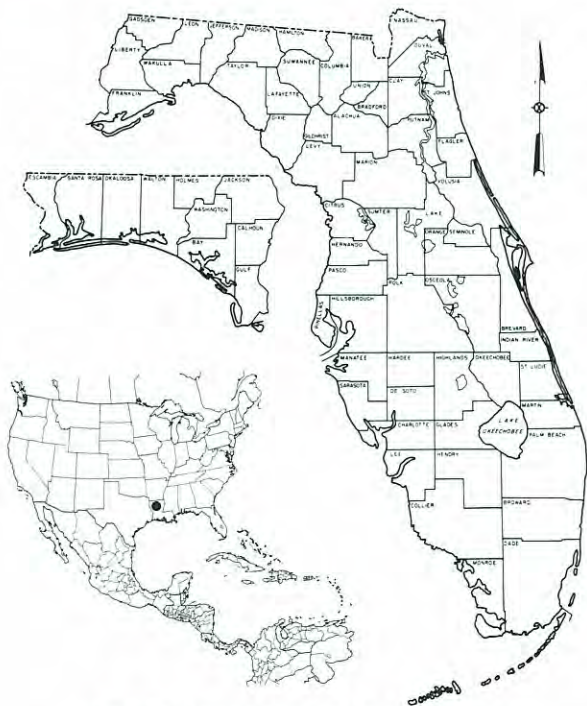 NASSAU
GADSDEN
LEON
JEFFERSON
MADISON
HAMILTON
BAKER
DUVAL
LIBERTY
WAKULLA
TAYLOR
SUWANNEE
COLUMBIA
UNION
CLAY
ST JOHNS
FRANKLIN
LAFAYETTE
BRADFORD
DIXIE
GILCHRIST
ALACHUA
PUTNAM
LEVY
FLAGLER
MARION
VOLUSIA
ESCAMBIA
SANTA ROSA
OKALOOSA
WALTON
HOLMES
JACKSON
WASHINGTON
BAY
CALHOUN
GULF
CITRUS
SUMTER
LAKE
HERNANDO
ORANGE
SEMINOLE
PASCO
POLK
OSCEOLA
PINELLAS
HILLSBOROUGH
BREVARD
INDIAN RIVER
MANATEE
HARDEE
HIGHLANDS
OKEECHOBEE
ST LUCIE
SARASOTA
DE SOTO
MARTIN
CHARLOTTE
GLADES
LAKE
OKEECHOBEE
PALM BEACH
LEE
HENDRY
COLLIER
BROWARD
DADE
MONROE